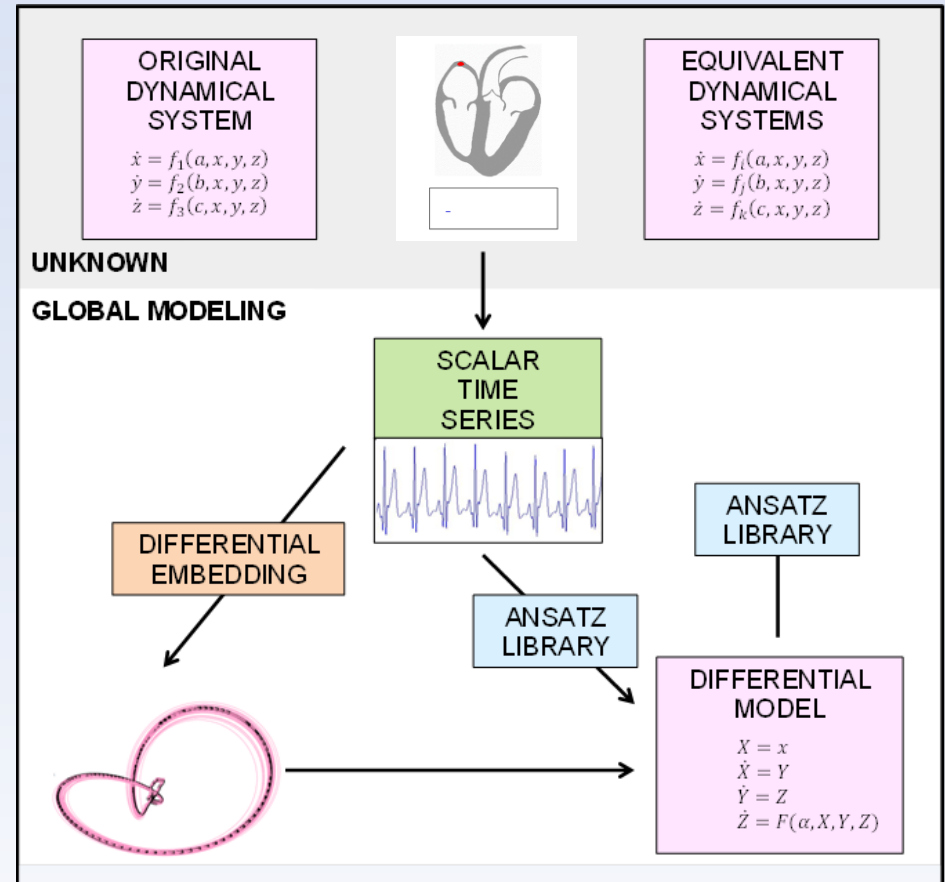 ORIGINAL
DYNAMICAL
SYSTEM
ẋ = f₁(a, x, y, z)
ẏ = f₂(b, x, y, z)
ż = f₃(c, x, y, z)
-
EQUIVALENT
DYNAMICAL
SYSTEMS
ẋ = fᵢ(a, x, y, z)
ẏ = fⱼ(b, x, y, z)
ż = fₖ(c, x, y, z)
UNKNOWN
GLOBAL MODELING
SCALAR
TIME
SERIES
DIFFERENTIAL
EMBEDDING
ANSATZ
LIBRARY
ANSATZ
LIBRARY
DIFFERENTIAL
MODEL
X = x
Ẋ = Y
Ẏ = Z
Ż = F(α, X, Y, Z)